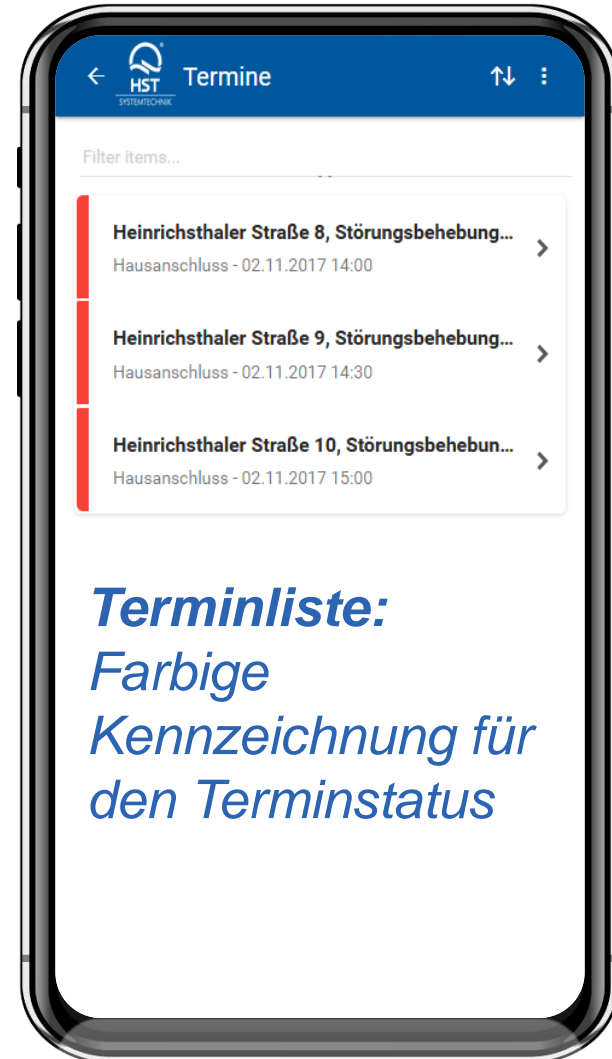 HST
SYSTEMTECHNIK
Termine
Filter items...
Heinrichsthaler Straße 8, Störungsbehebung...
Hausanschluss - 02.11.2017 14:00
Heinrichsthaler Straße 9, Störungsbehebung...
Hausanschluss - 02.11.2017 14:30
Heinrichsthaler Straße 10, Störungsbehebun...
Hausanschluss - 02.11.2017 15:00
Terminliste:
Farbige
Kennzeichnung für
den Terminstatus